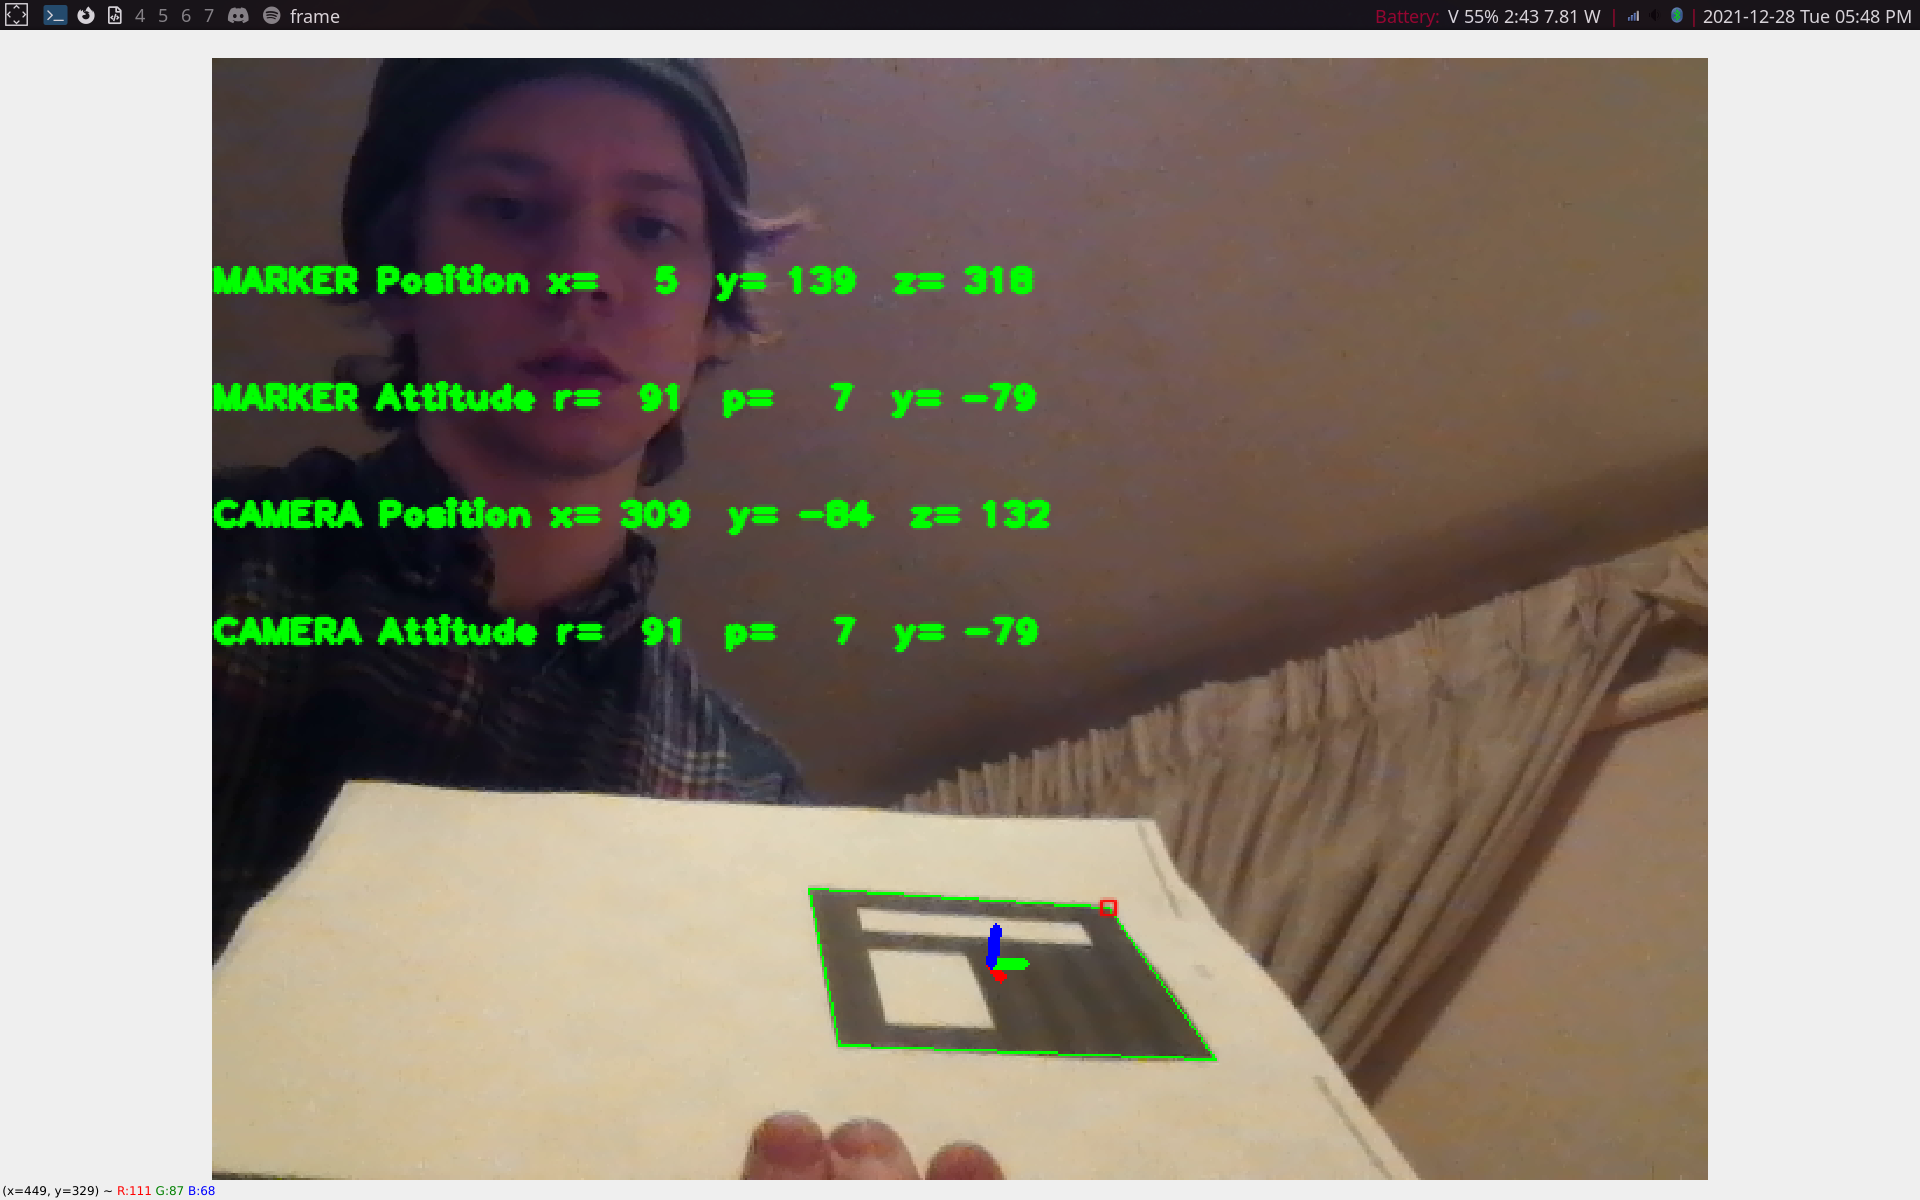 4 5 6 7 frame Battery: V 55% 2:43 7.81 W | | 2021-12-28 Tue 05:48 PM
MARKER Position x= 5 y= 139 z= 318
MARKER Attitude r= 91 p= 7 y= -79
CAMERA Position x= 309 y= -84 z= 132
CAMERA Attitude r= 91 p= 7 y= -79
(x=449, y=329) ~ R:111 G:87 B:68